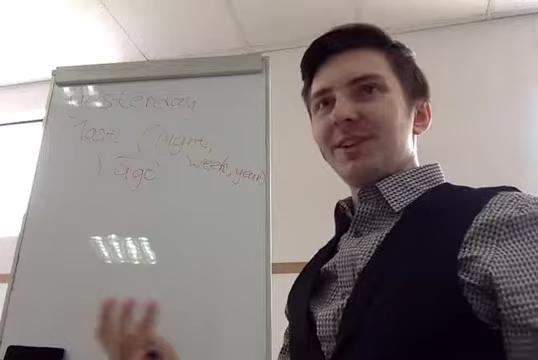 yesterday
last (night,
week, year)
ago